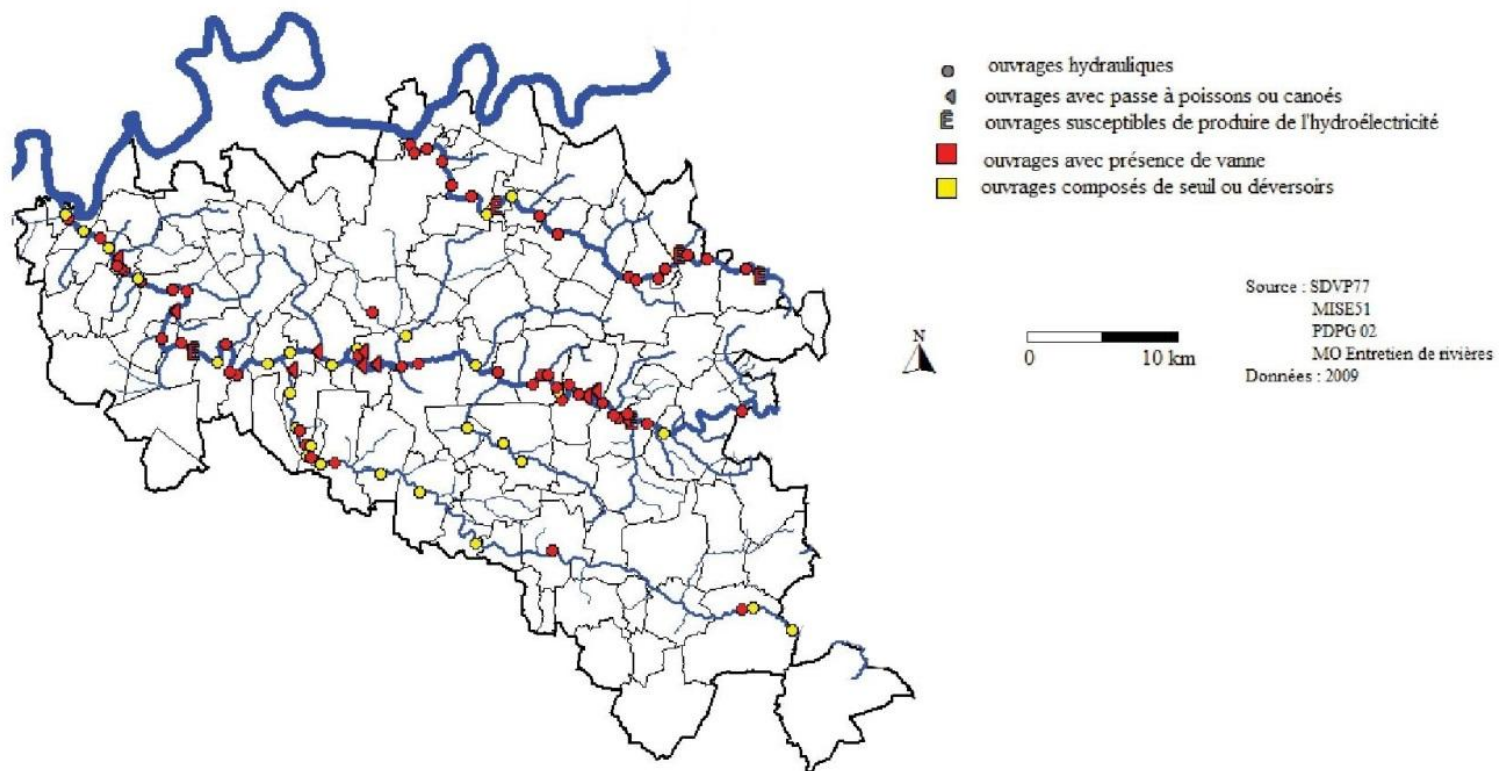 ouvrages hydrauliques
ouvrages avec passe à poissons ou canoés
Ê ouvrages susceptibles de produire de l'hydroélectricité
ouvrages avec présence de vanne
ouvrages composés de seuil ou déversoirs
Source : SDVP77
MISE51
PDPG 02
MO Entretien de rivières
Données : 2009
N
0 10 km